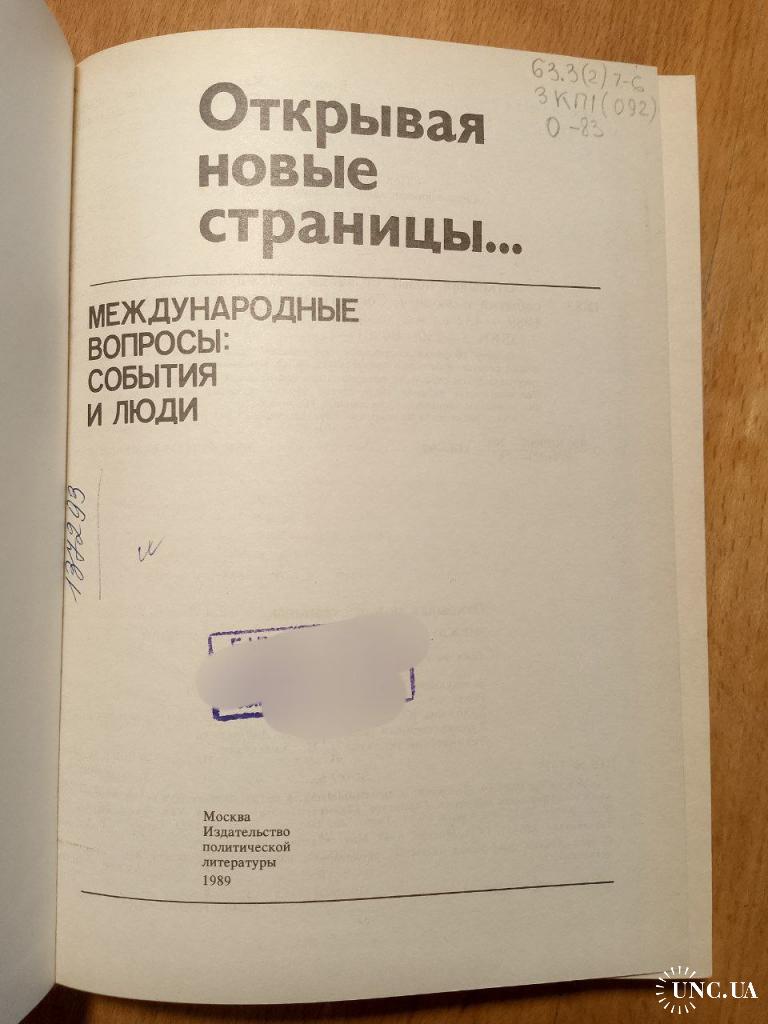 63.3(2)7-6
3КП1(092)
О-83
Открывая
новые
страницы...
МЕЖДУНАРОДНЫЕ
ВОПРОСЫ:
СОБЫТИЯ
И ЛЮДИ
137293
Москва
Издательство
политической
литературы
1989
UNC.UA